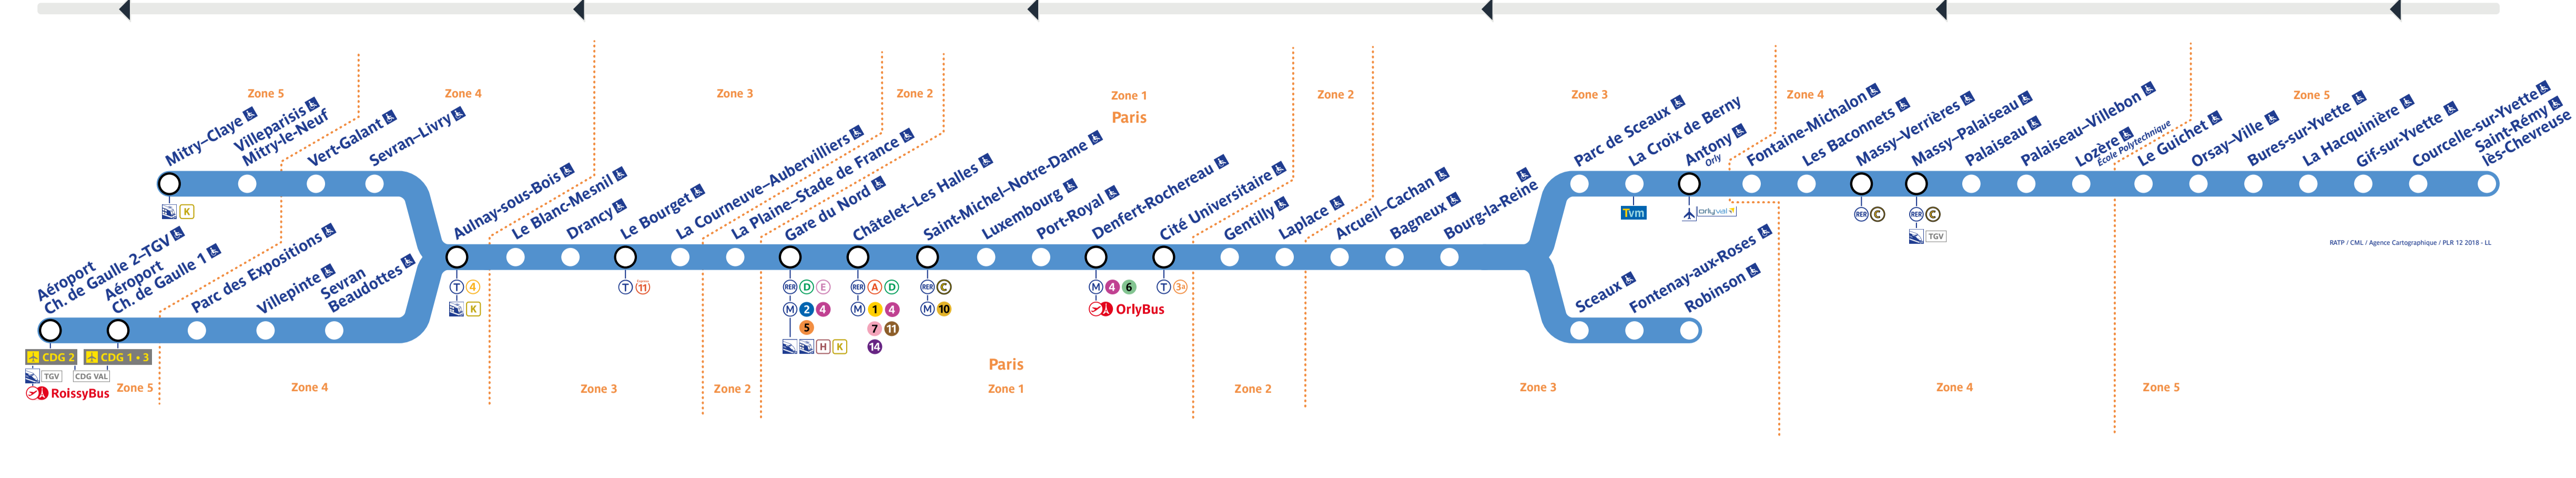 Zone 5
Zone 4
Zone 3
Zone 2
Zone 1
Paris
Zone 2
Zone 3
Zone 4
Zone 5
Mitry–Claye
Villeparisis
Mitry-le-Neuf
Vert-Galant
Sevran–Livry
Aéroport
Ch. de Gaulle 2–TGV
Aéroport
Ch. de Gaulle 1
Parc des Expositions
Villepinte
Sevran
Beaudottes
Aulnay-sous-Bois
Le Blanc-Mesnil
Drancy
Le Bourget
La Courneuve–Aubervilliers
La Plaine–Stade de France
Gare du Nord
Châtelet–Les Halles
Saint-Michel–Notre-Dame
Luxembourg
Port-Royal
Denfert-Rochereau
Cité Universitaire
Gentilly
Laplace
Arcueil–Cachan
Bagneux
Bourg-la-Reine
Parc de Sceaux
La Croix de Berny
Antony
Orly
Fontaine-Michalon
Les Baconnets
Massy–Verrières
Massy–Palaiseau
Palaiseau
Palaiseau–Villebon
Lozère
École Polytechnique
Le Guichet
Orsay–Ville
Bures-sur-Yvette
La Hacquinière
Gif-sur-Yvette
Courcelle-sur-Yvette
Saint-Rémy
lès-Chevreuse
Sceaux
Fontenay-aux-Roses
Robinson
K
T 4
K
T 11
RER D E
M 2 4
5
H K
RER A D
M 1 4
7 11
14
RER C
M 10
M 4 6
OrlyBus
T 3a
Tvm
orlyval
RER C
RER C
TGV
CDG 2
CDG 1 • 3
TGV
CDG VAL
RoissyBus
RATP / CML / Agence Cartographique / PLR 12 2018 - LL
Zone 5
Zone 4
Zone 3
Zone 2
Paris
Zone 1
Zone 2
Zone 3
Zone 4
Zone 5